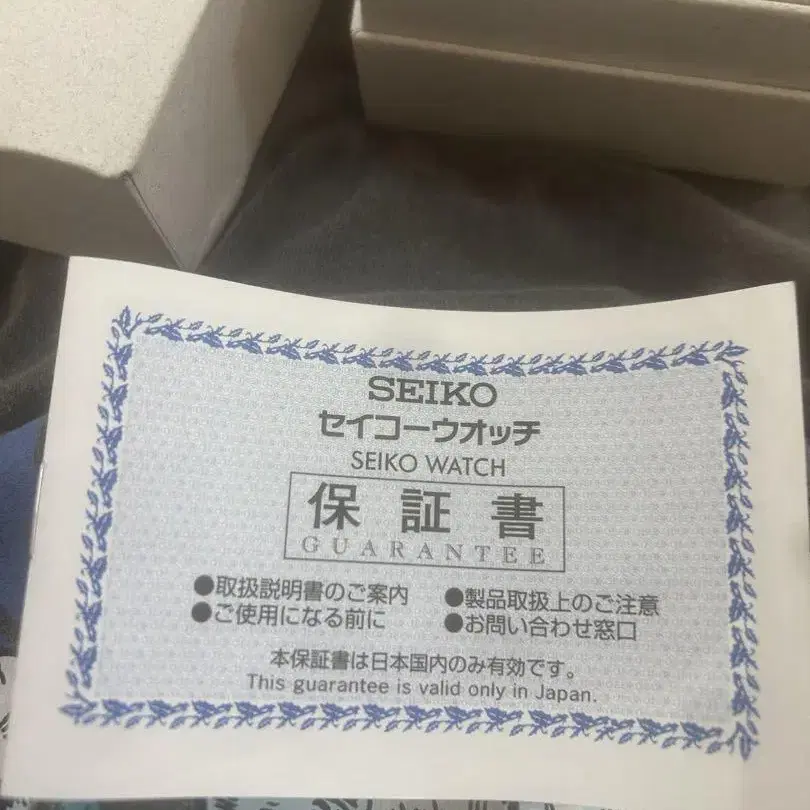 SEIKO
セイコーウオッチ
SEIKO WATCH
保証書
GUARANTEE
●取扱説明書のご案内 ●製品取扱上のご注意
●ご使用になる前に ●お問い合わせ窓口
本保証書は日本国内のみ有効です。
This guarantee is valid only in Japan.